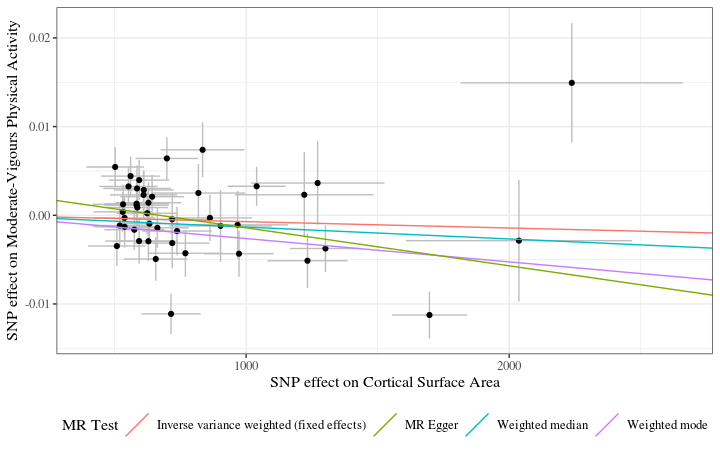 SNP effect on Moderate-Vigours Physical Activity
0.02
0.01
0.00
-0.01
1000
2000
SNP effect on Cortical Surface Area
MR Test
Inverse variance weighted (fixed effects)
MR Egger
Weighted median
Weighted mode